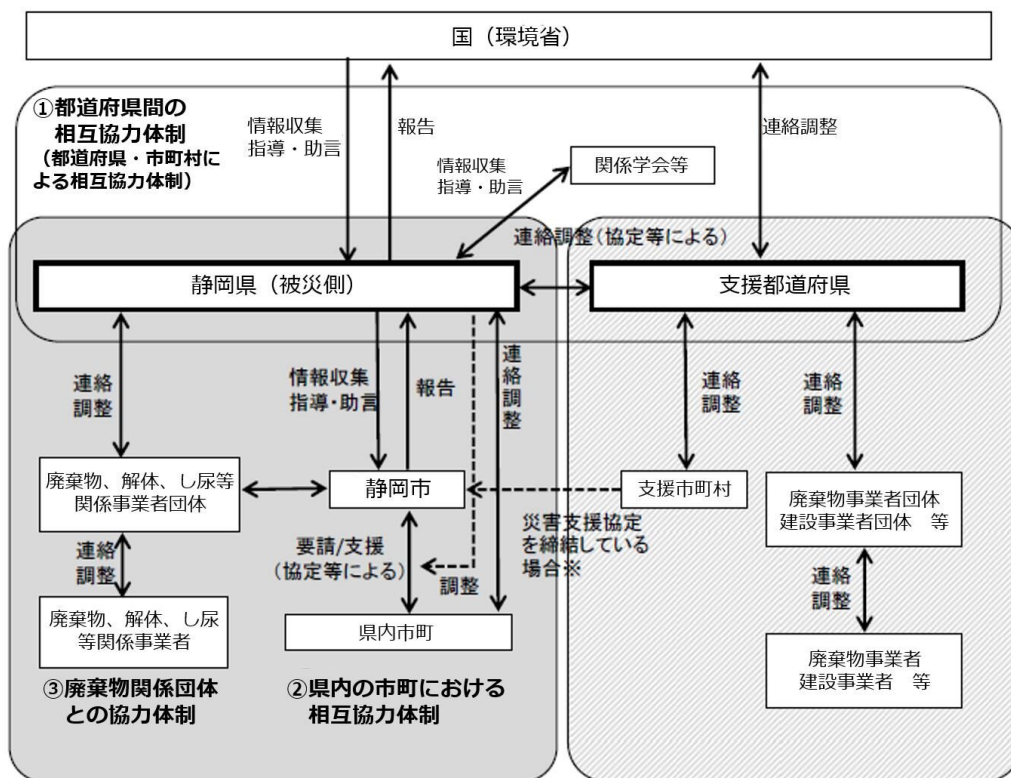 国（環境省）
①都道府県間の
相互協力体制
（都道府県・市町村に
よる相互協力体制）
情報収集
指導・助言
報告
連絡調整
情報収集
指導・助言
関係学会等
連絡調整（協定等による）
静岡県（被災側）
支援都道府県
連絡
調整
情報収集
指導・助言
報告
連絡調整
連絡
調整
連絡
調整
廃棄物、解体、し尿等
関係事業者団体
静岡市
支援市町村
廃棄物事業者団体
建設事業者団体　等
災害支援協定
を締結している
場合※
要請/支援
（協定等による）
調整
連絡
調整
連絡
調整
廃棄物、解体、し尿
等関係事業者
県内市町
廃棄物事業者
建設事業者　等
③廃棄物関係団体
との協力体制
②県内の市町における
相互協力体制